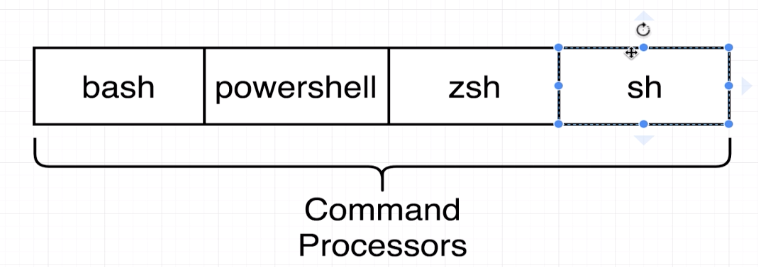 bash powershell zsh sh
Command
Processors